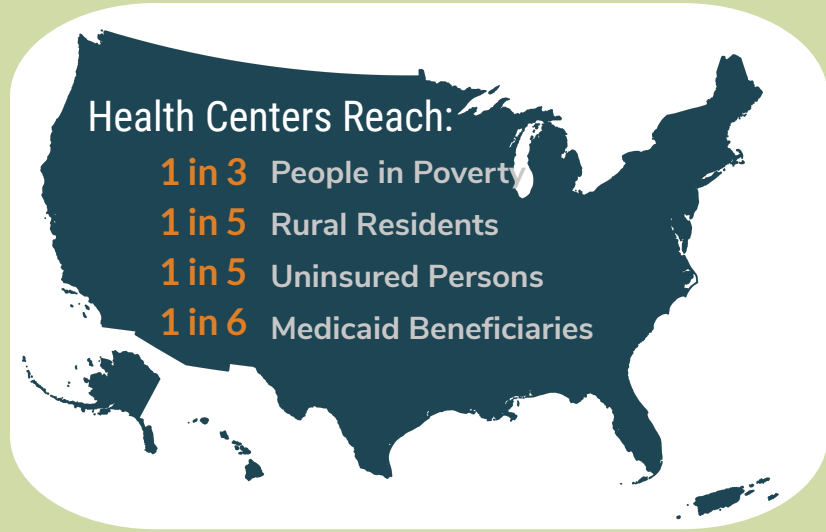 Health Centers Reach:
1 in 3 People in Poverty
1 in 5 Rural Residents
1 in 5 Uninsured Persons
1 in 6 Medicaid Beneficiaries